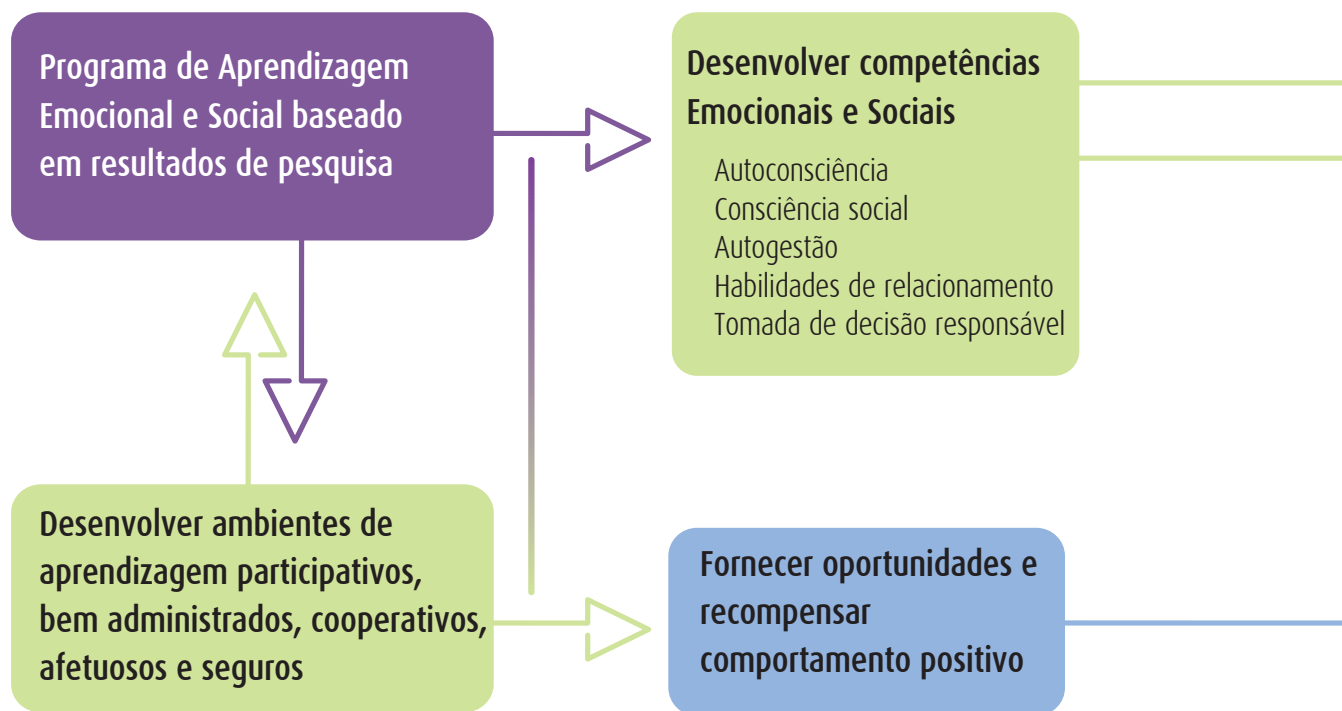 Programa de Aprendizagem
Emocional e Social baseado
em resultados de pesquisa
Desenvolver competências
Emocionais e Sociais
Autoconsciência
Consciência social
Autogestão
Habilidades de relacionamento
Tomada de decisão responsável
Desenvolver ambientes de
aprendizagem participativos,
bem administrados, cooperativos,
afetuosos e seguros
Fornecer oportunidades e
recompensar
comportamento positivo